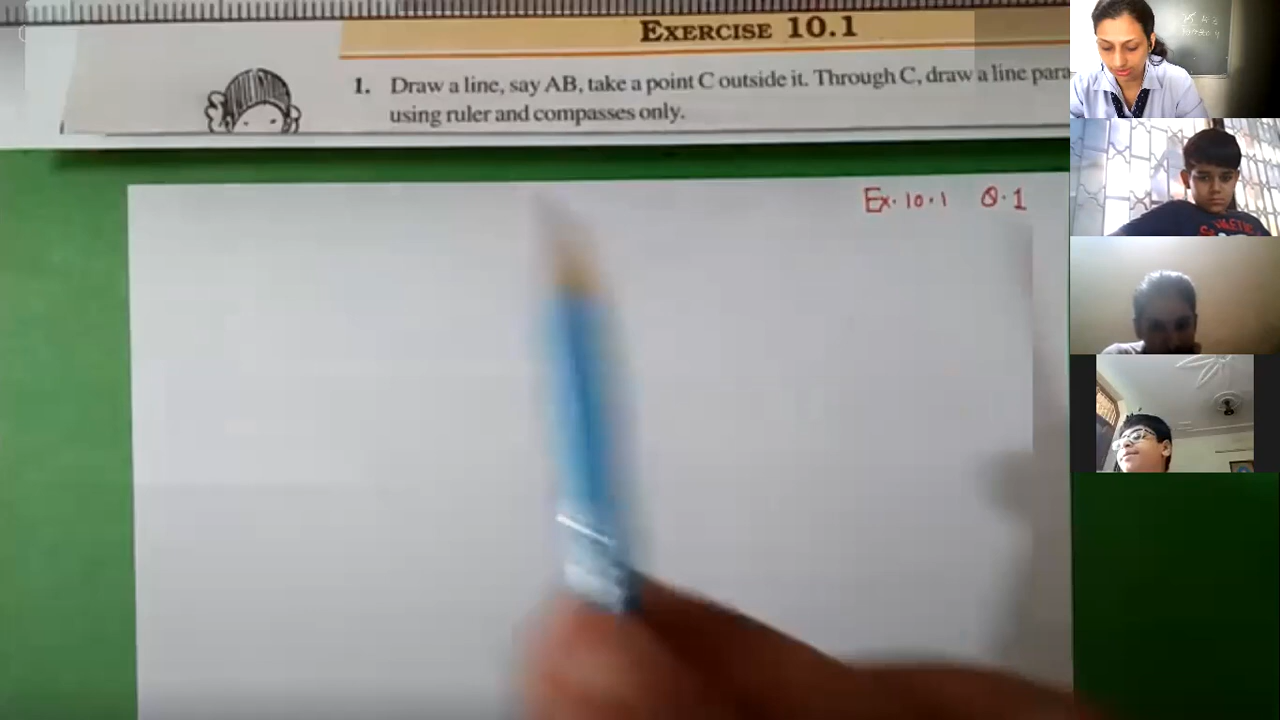 EXERCISE 10.1
1. Draw a line, say AB, take a point C outside it. Through C, draw a line para
using ruler and compasses only.
Ex. 10.1 Q.1